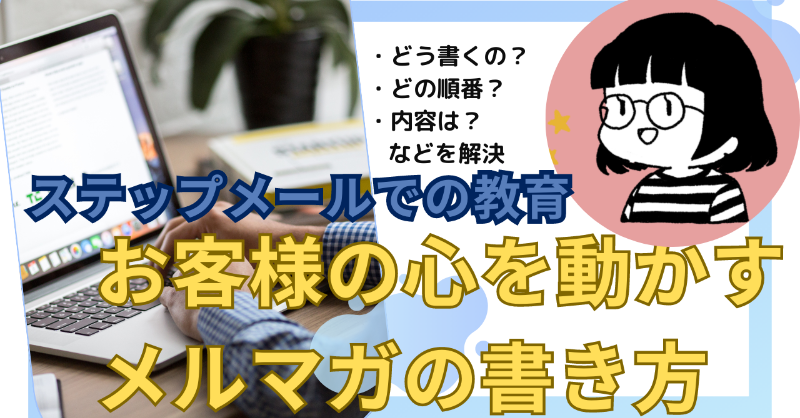 ・どう書くの？
・どの順番？
・内容は？
などを解決
ステップメールでの教育
お客様の心を動かす
メルマガの書き方